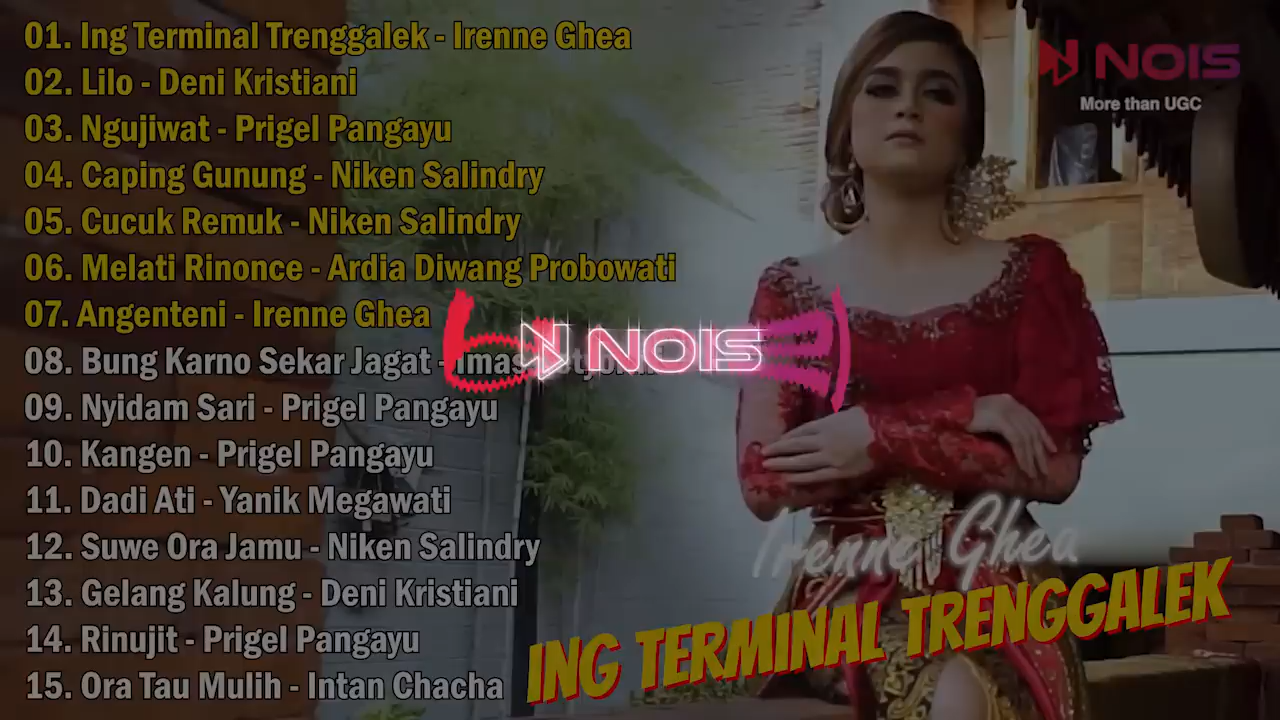 01. Ing Terminal Trenggalek - Irenne Ghea
02. Lilo - Deni Kristiani
03. Ngujiwat - Prigel Pangayu
04. Caping Gunung - Niken Salindry
05. Cucuk Remuk - Niken Salindry
06. Melati Rinonce - Ardia Diwang Probowati
07. Angenteni - Irenne Ghea
08. Bung Karno Sekar Jagat -
09. Nyidam Sari - Prigel Pangayu
10. Kangen - Prigel Pangayu
11. Dadi Ati - Yanik Megawati
12. Suwe Ora Jamu - Niken Salindry
13. Gelang Kalung - Deni Kristiani
14. Rinujit - Prigel Pangayu
15. Ora Tau Mulih - Intan Chacha
NOIS
More than UGC
NOIS
Irenne Ghea
ING TERMINAL TRENGGALEK